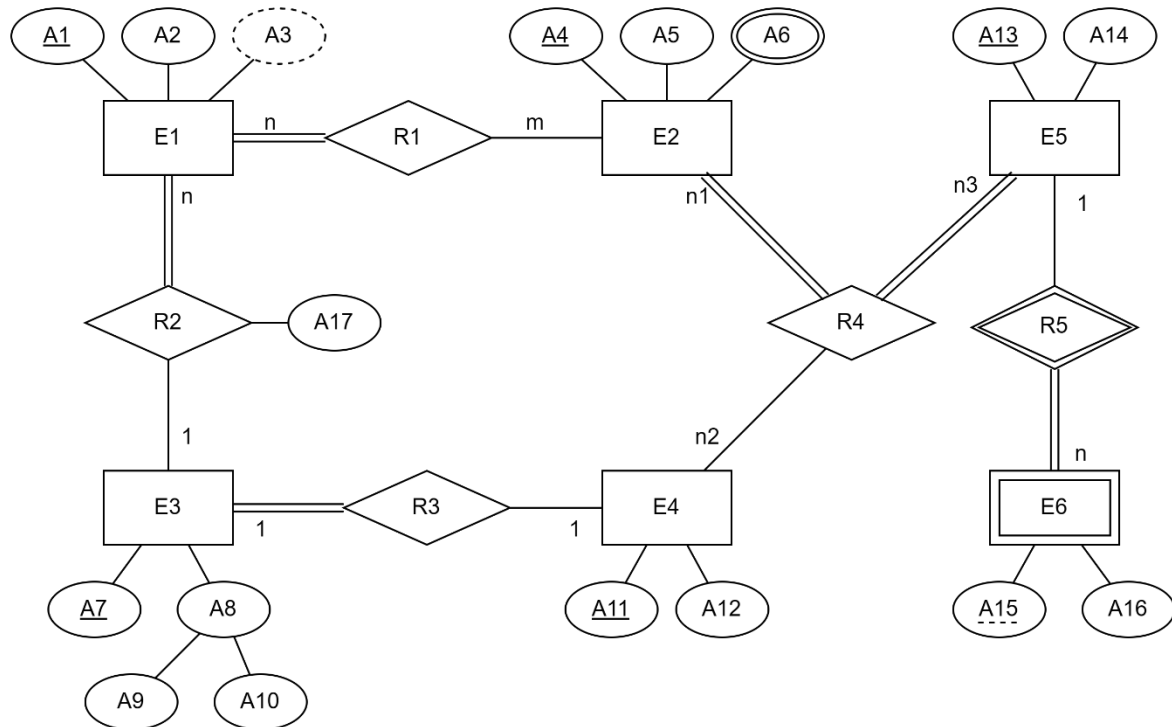 A1 A2 A3 A4 A5 A6 A13 A14
E1 n R1 m E2 E5
n n1 n3 1
R2 A17 R4 R5
1 n2 n
E3 1 R3 1 E4 E6
A7 A8 A11 A12 A15 A16
A9 A10